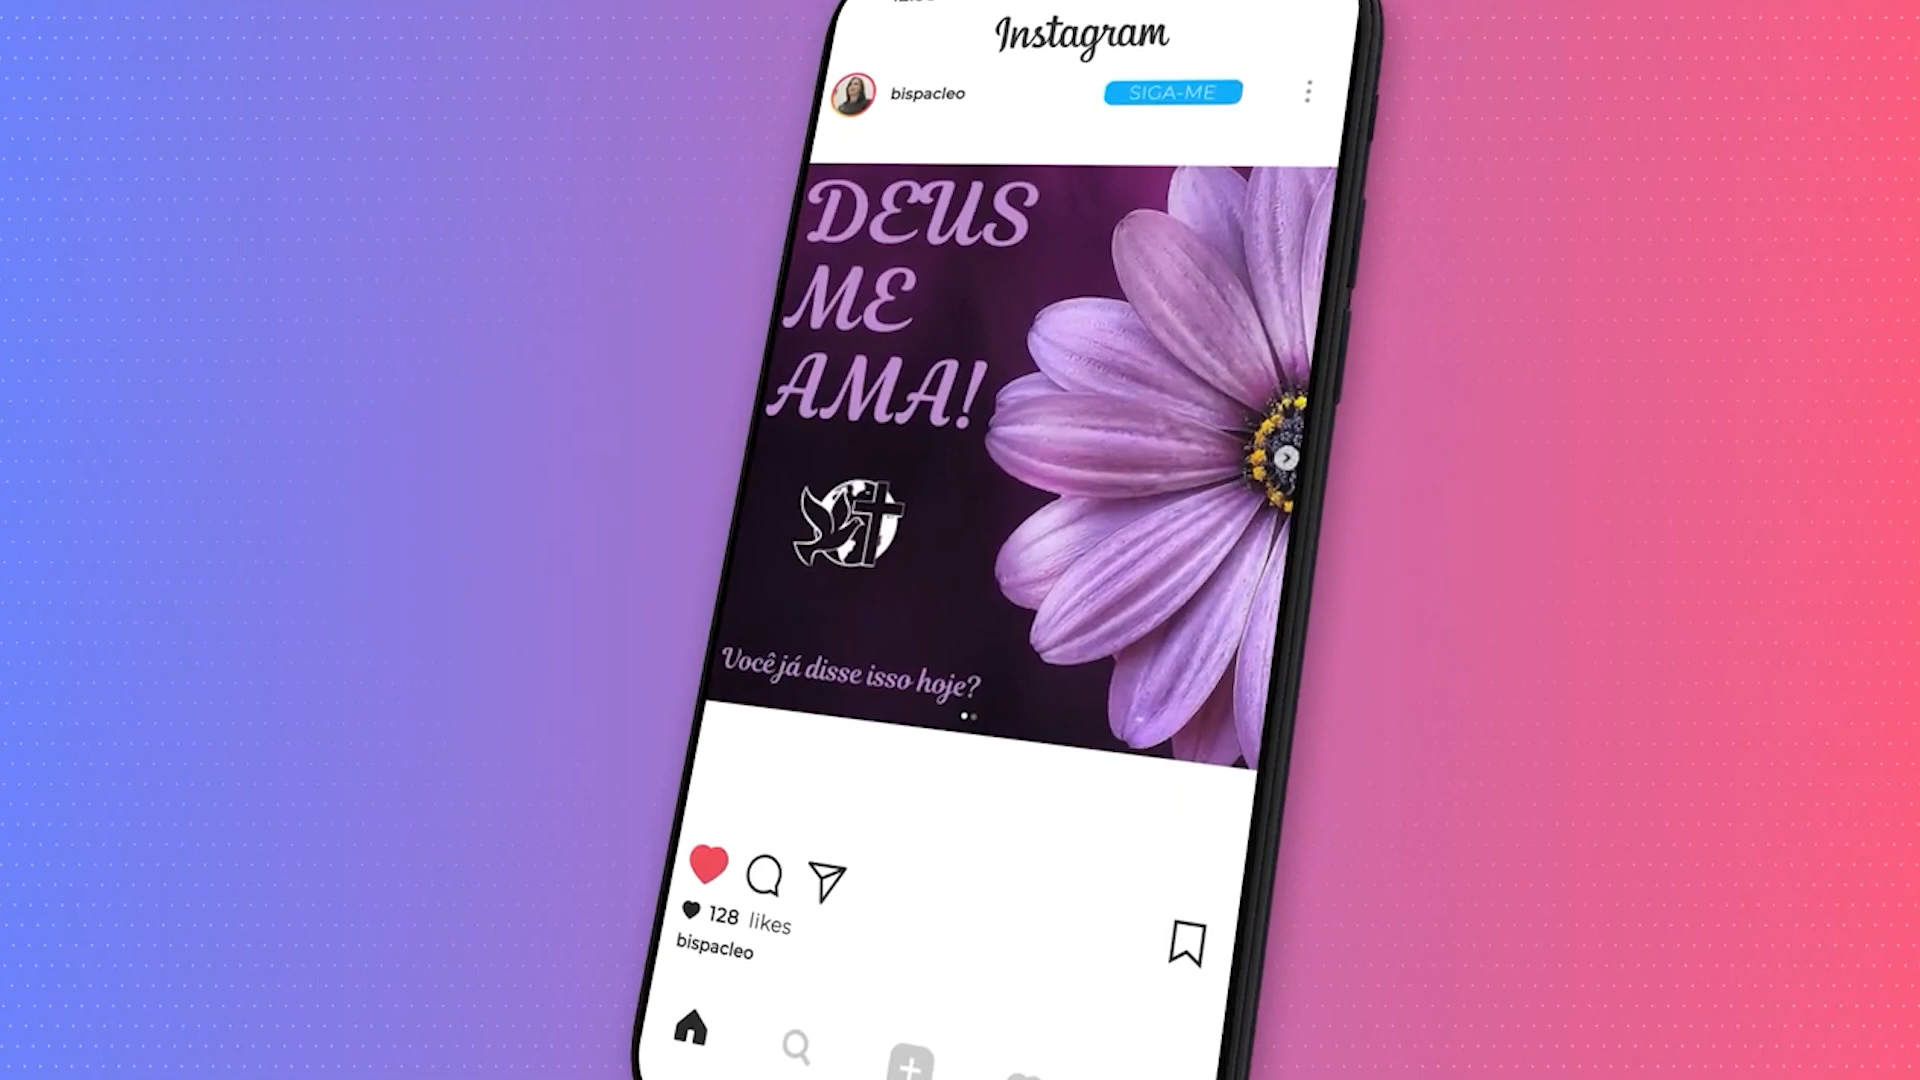 Instagram
bispacleo
SIGA-ME
DEUS
ME
AMA!
Você já disse isso hoje?
128 likes
bispacleo